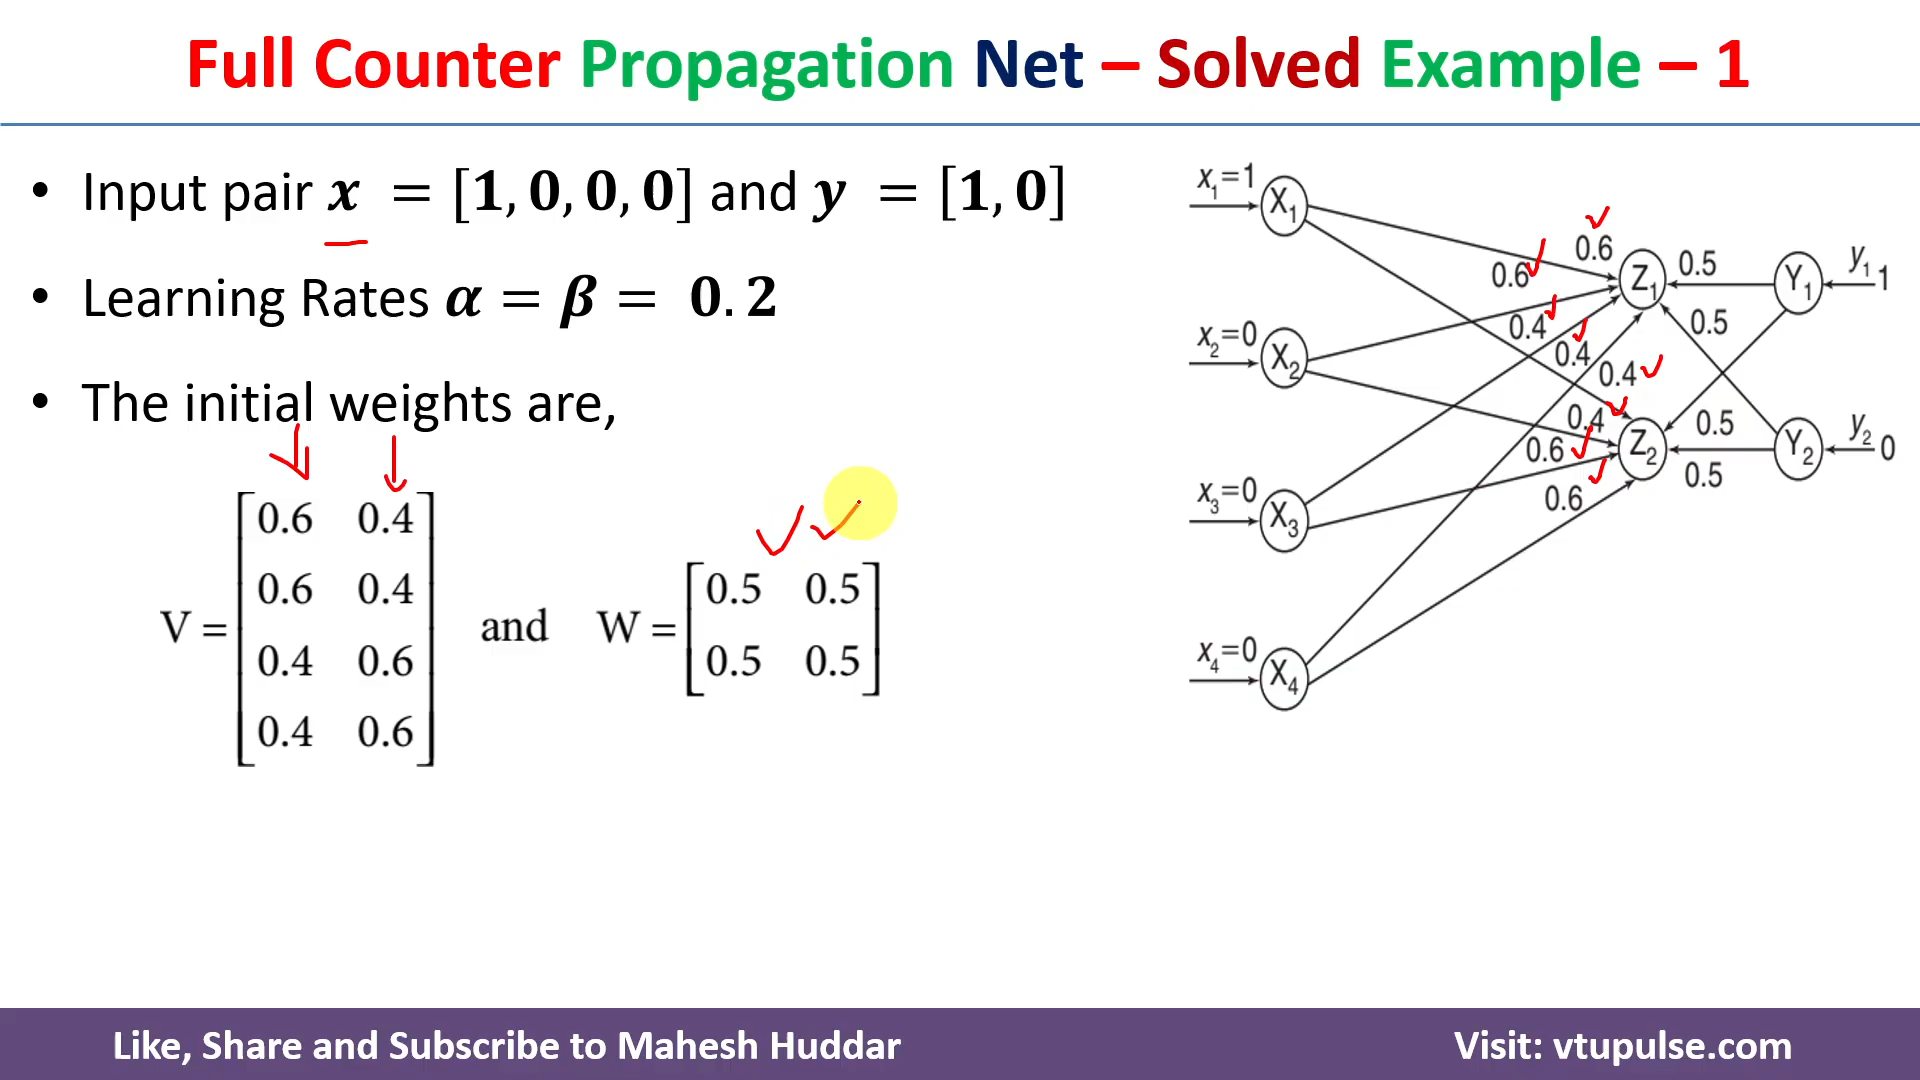 Full Counter Propagation Net – Solved Example – 1
• Input pair x = [1, 0, 0, 0] and y = [1, 0]
• Learning Rates α = β = 0.2
• The initial weights are,
V = [0.6 0.4
0.6 0.4
0.4 0.6
0.4 0.6]
and
W = [0.5 0.5
0.5 0.5]
x₁=1
X₁
x₂=0
X₂
x₃=0
X₃
x₄=0
X₄
0.6
0.6
0.4
0.4
0.4
0.4
0.6
0.6
Z₁
Z₂
0.5
0.5
0.5
0.5
Y₁
y₁ 1
Y₂
y₂ 0
Like, Share and Subscribe to Mahesh Huddar
Visit: vtupulse.com